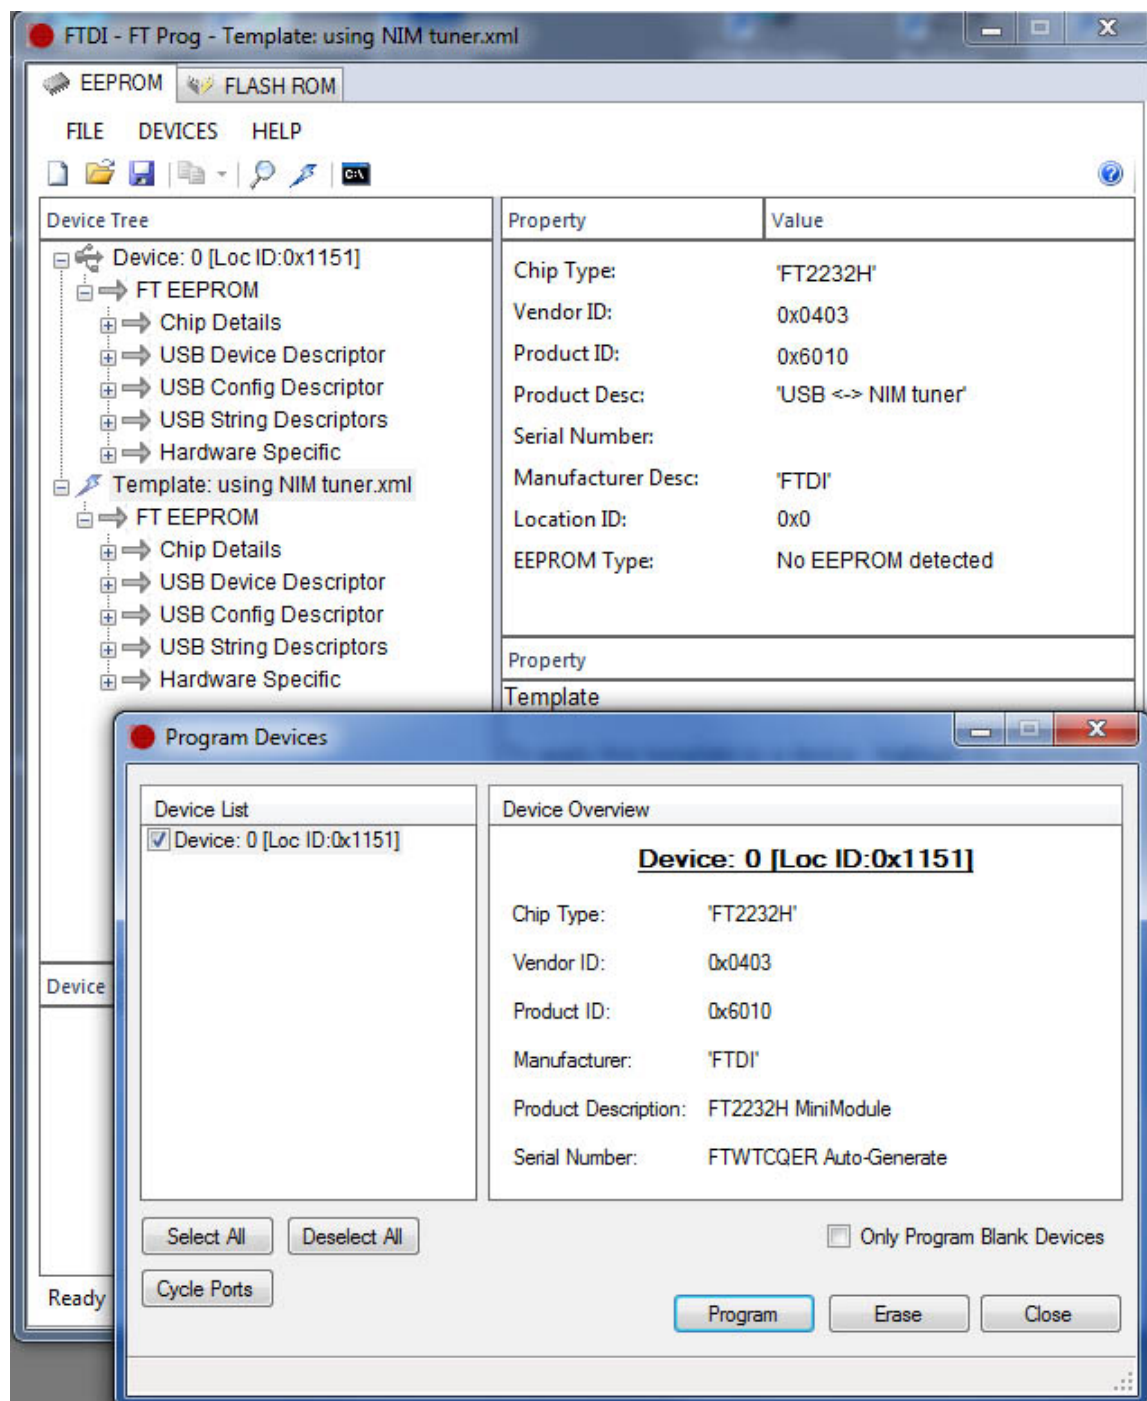 FTDI - FT Prog - Template: using NIM tuner.xml
EEPROM FLASH ROM
FILE DEVICES HELP
C:\
Device Tree
Device: 0 [Loc ID:0x1151]
FT EEPROM
Chip Details
USB Device Descriptor
USB Config Descriptor
USB String Descriptors
Hardware Specific
Template: using NIM tuner.xml
FT EEPROM
Chip Details
USB Device Descriptor
USB Config Descriptor
USB String Descriptors
Hardware Specific
Property Value
Chip Type: 'FT2232H'
Vendor ID: 0x0403
Product ID: 0x6010
Product Desc: 'USB <-> NIM tuner'
Serial Number:
Manufacturer Desc: 'FTDI'
Location ID: 0x0
EEPROM Type: No EEPROM detected
Property
Template
Device
Ready
Program Devices
Device List
Device: 0 [Loc ID:0x1151]
Device Overview
Device: 0 [Loc ID:0x1151]
Chip Type: 'FT2232H'
Vendor ID: 0x0403
Product ID: 0x6010
Manufacturer: 'FTDI'
Product Description: FT2232H MiniModule
Serial Number: FTWTCQER Auto-Generate
Select All Deselect All
Only Program Blank Devices
Cycle Ports
Program Erase Close